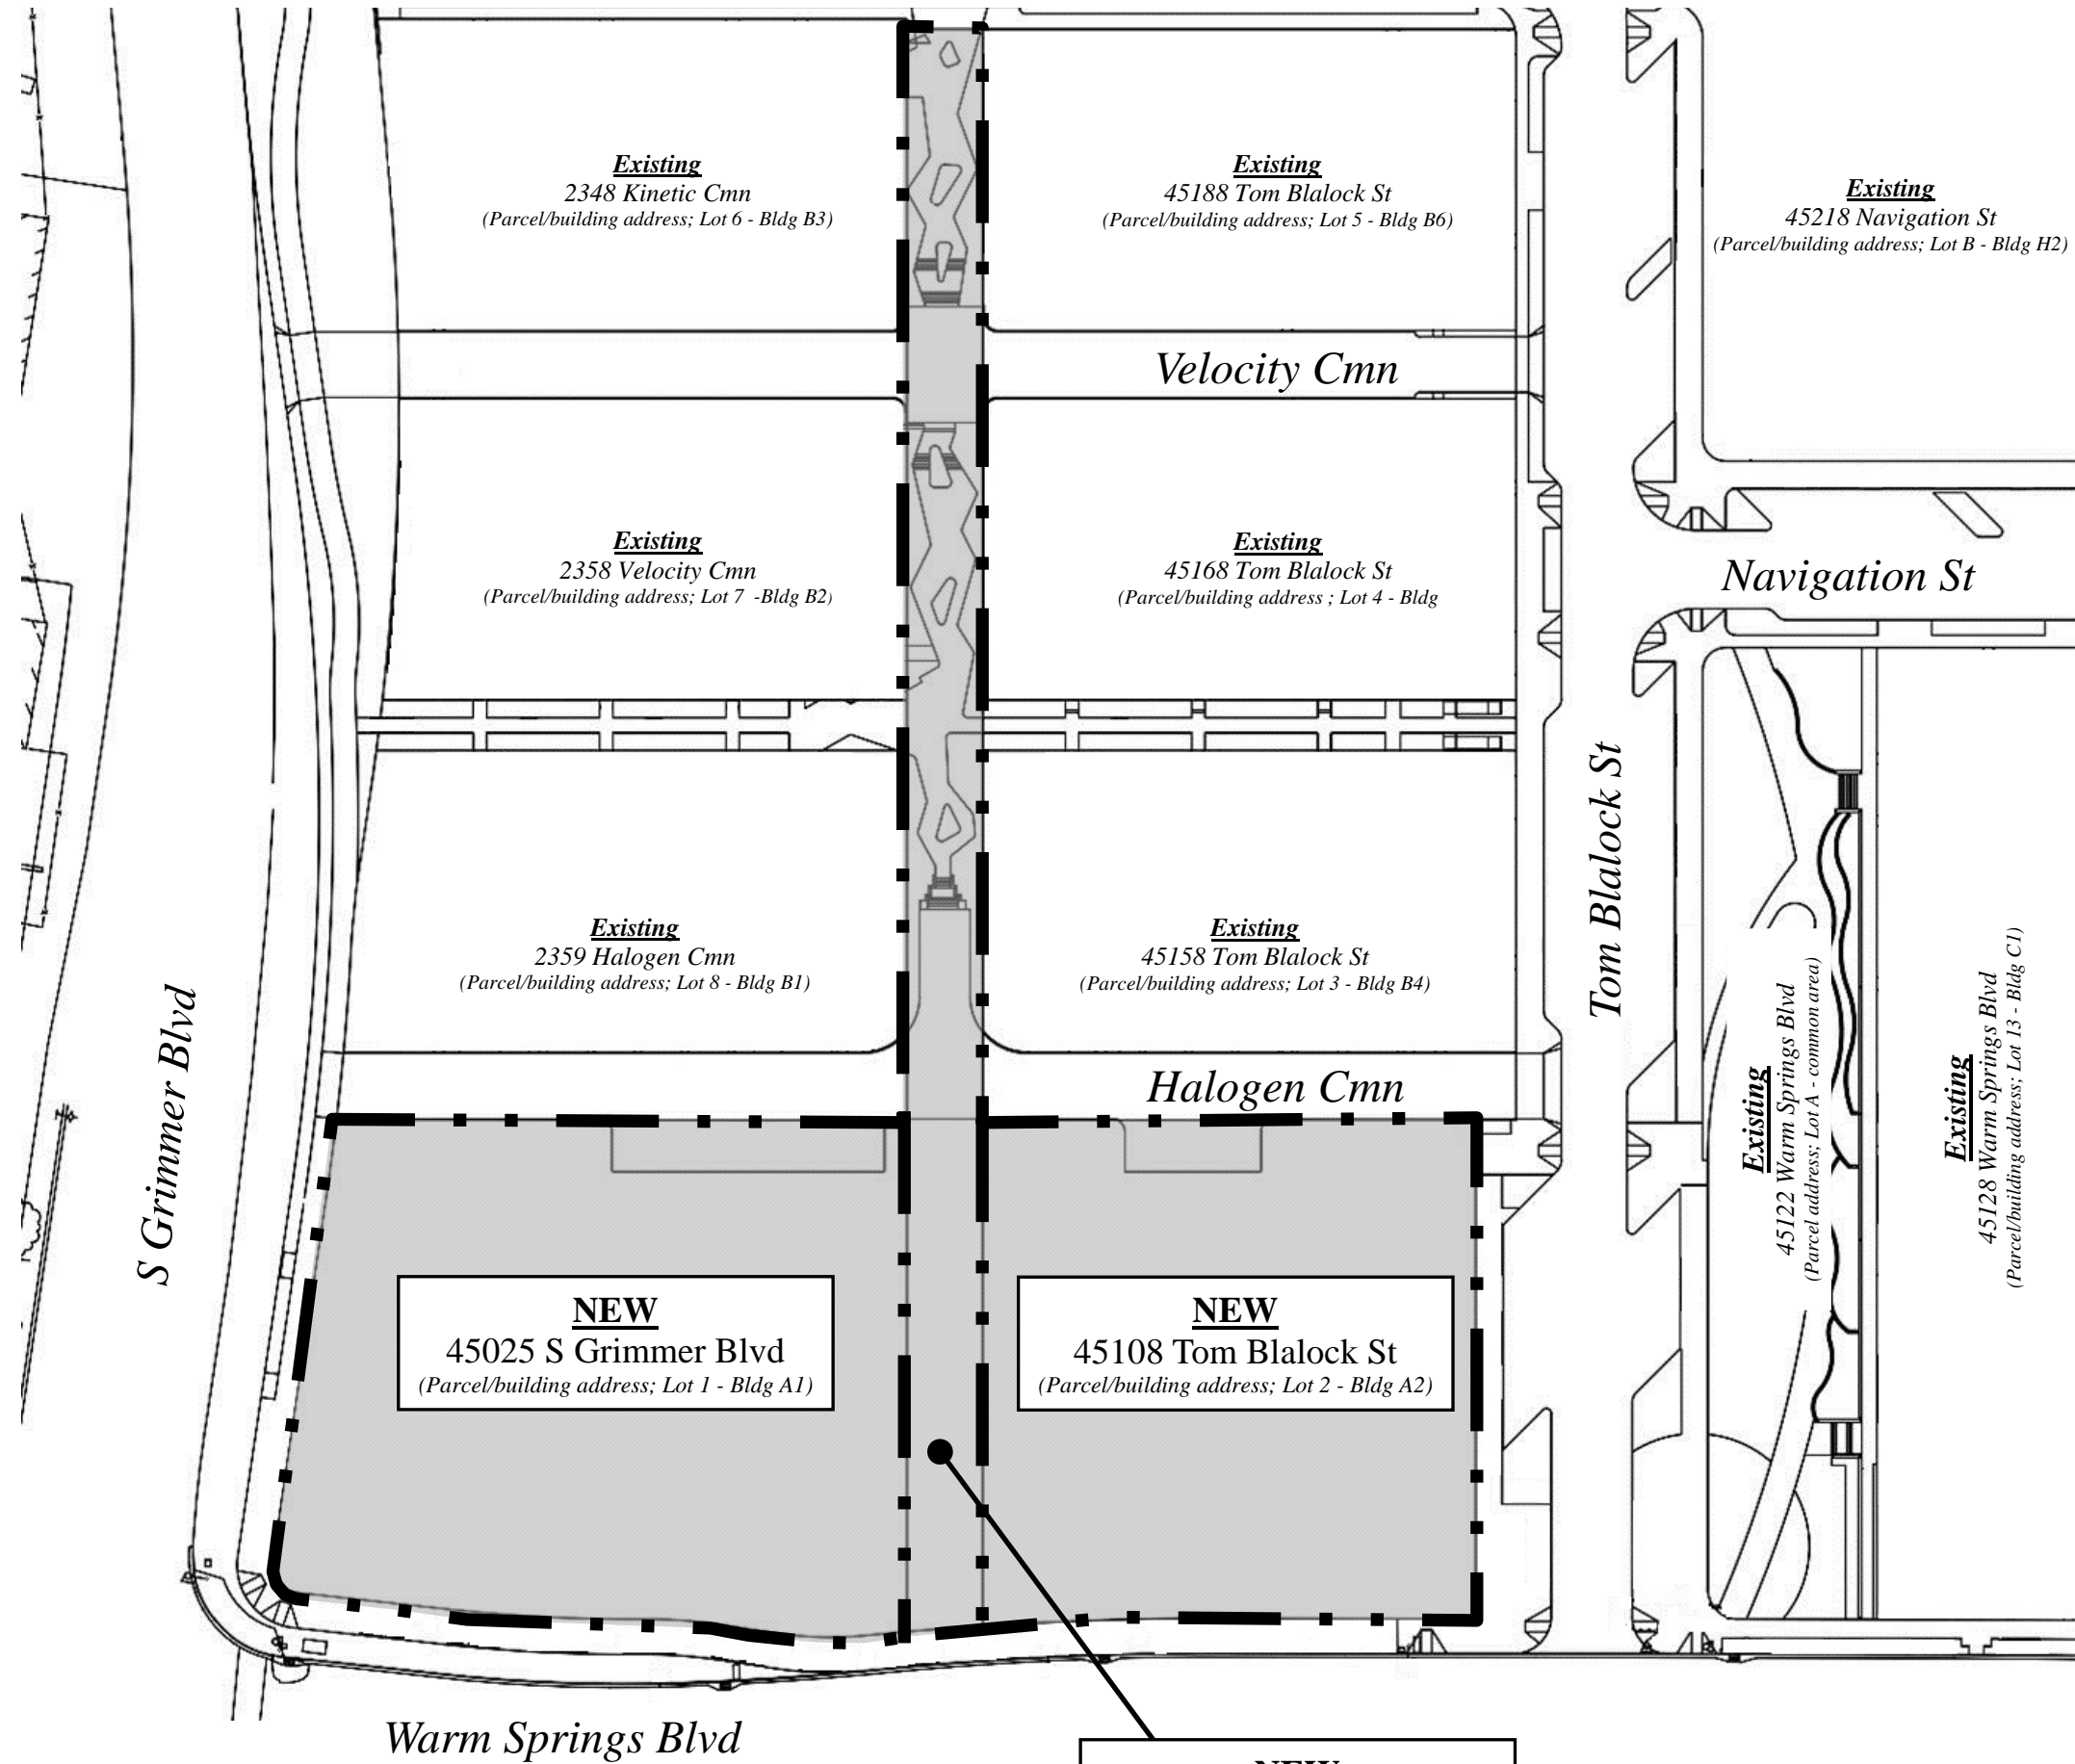 Existing
2348 Kinetic Cmn
(Parcel/building address; Lot 6 - Bldg B3)
Existing
45188 Tom Blalock St
(Parcel/building address; Lot 5 - Bldg B6)
Existing
45218 Navigation St
(Parcel/building address; Lot B - Bldg H2)
Velocity Cmn
Existing
2358 Velocity Cmn
(Parcel/building address; Lot 7 -Bldg B2)
Existing
45168 Tom Blalock St
(Parcel/building address ; Lot 4 - Bldg
Navigation St
Tom Blalock St
Existing
2359 Halogen Cmn
(Parcel/building address; Lot 8 - Bldg B1)
Existing
45158 Tom Blalock St
(Parcel/building address; Lot 3 - Bldg B4)
S Grimmer Blvd
Halogen Cmn
Existing
45122 Warm Springs Blvd
(Parcel address; Lot A - common area)
Existing
45128 Warm Springs Blvd
(Parcel/building address; Lot 13 - Bldg C1)
NEW
45025 S Grimmer Blvd
(Parcel/building address; Lot 1 - Bldg A1)
NEW
45108 Tom Blalock St
(Parcel/building address; Lot 2 - Bldg A2)
Warm Springs Blvd
NEW